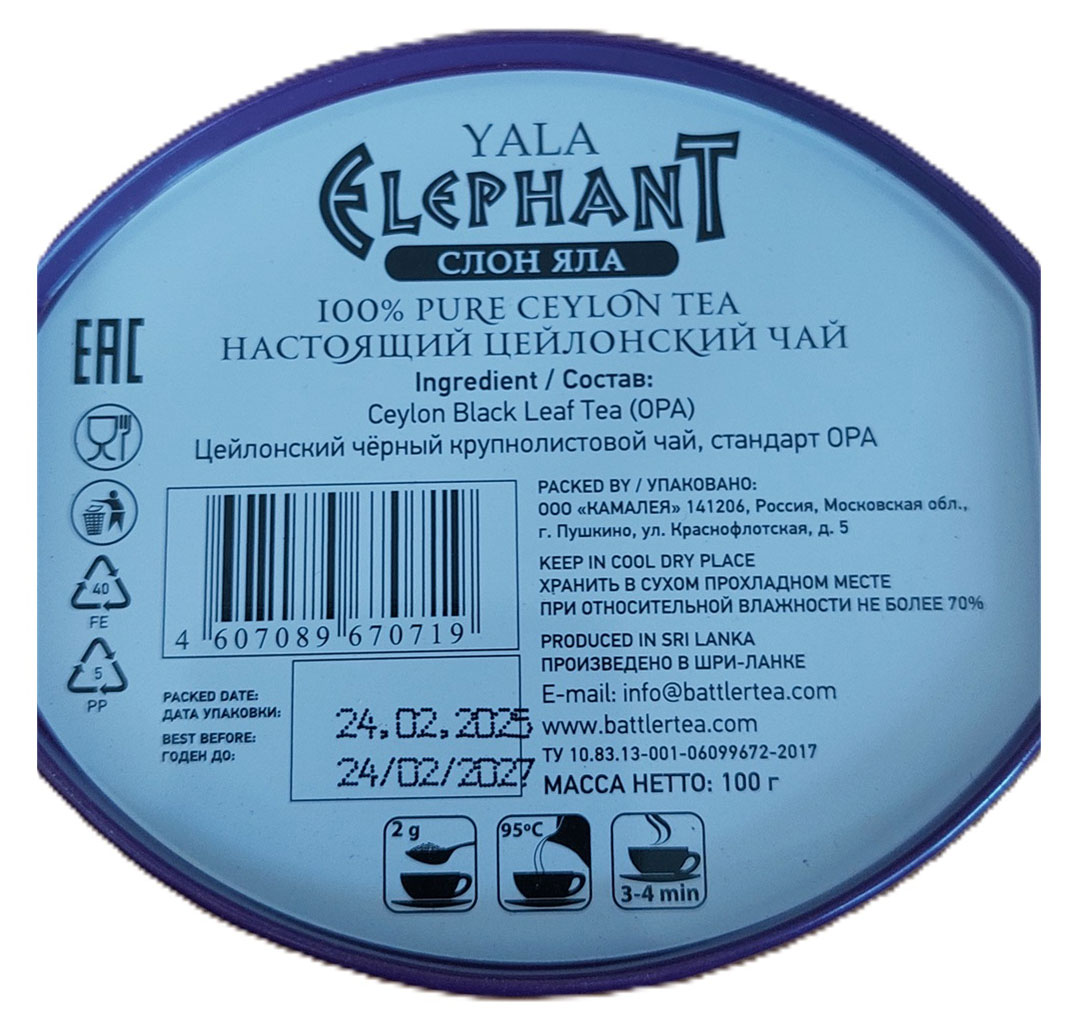 YALA
ELEPHANT
СЛОН ЯЛА
100% PURE CEYLON TEA
НАСТОЯЩИЙ ЦЕЙЛОНСКИЙ ЧАЙ
Ingredient / Состав:
Ceylon Black Leaf Tea (OPA)
Цейлонский чёрный крупнолистовой чай, стандарт OPA
EAC
40
FE
5
PP
4 607089 670719
PACKED DATE:
ДАТА УПАКОВКИ:
24.02.2025
BEST BEFORE:
ГОДЕН ДО:
24/02/2027
PACKED BY / УПАКОВАНО:
ООО «КАМАЛЕЯ» 141206, Россия, Московская обл.,
г. Пушкино, ул. Краснофлотская, д. 5
KEEP IN COOL DRY PLACE
ХРАНИТЬ В СУХОМ ПРОХЛАДНОМ МЕСТЕ
ПРИ ОТНОСИТЕЛЬНОЙ ВЛАЖНОСТИ НЕ БОЛЕЕ 70%
PRODUCED IN SRI LANKA
ПРОИЗВЕДЕНО В ШРИ-ЛАНКЕ
E-mail: info@battlertea.com
www.battlertea.com
ТУ 10.83.13-001-06099672-2017
МАССА НЕТТО: 100 г
2 g
95ºC
3-4 min